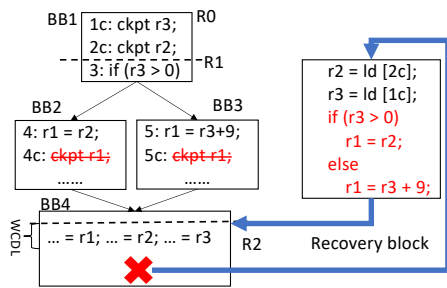 BB1
R0
1c: ckpt r3;
2c: ckpt r2;
3: if (r3 > 0)
R1
BB2
BB3
4: r1 = r2;
4c: ckpt r1;
......
5: r1 = r3+9;
5c: ckpt r1;
......
BB4
WCDL
... = r1; ... = r2; ... = r3
R2
r2 = ld [2c];
r3 = ld [1c];
if (r3 > 0)
r1 = r2;
else
r1 = r3 + 9;
Recovery block